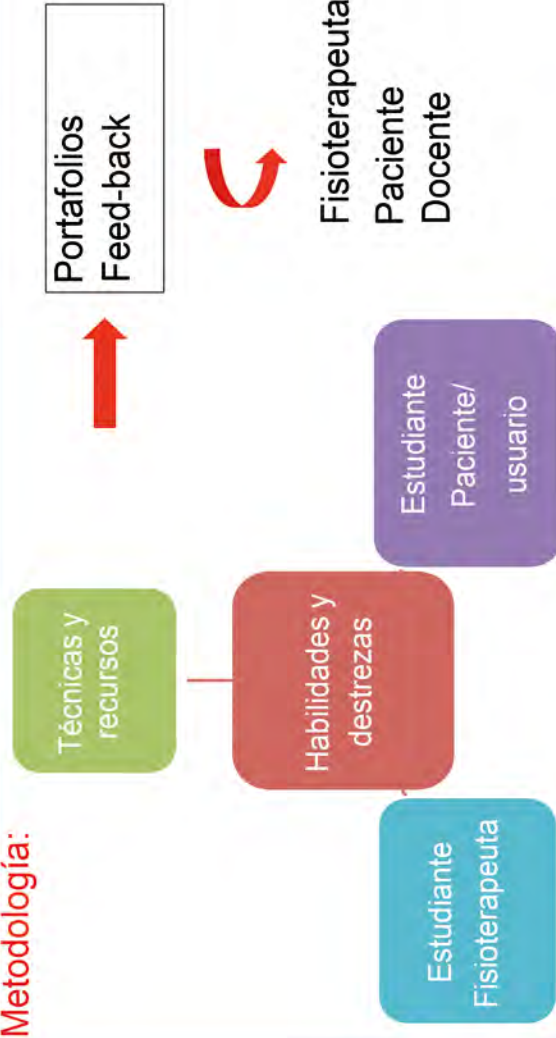 Metodología:
Técnicas y
recursos
Habilidades y
destrezas
Estudiante
Fisioterapeuta
Estudiante
Paciente/
usuario
Portafolios
Feed-back
Fisioterapeuta
Paciente
Docente